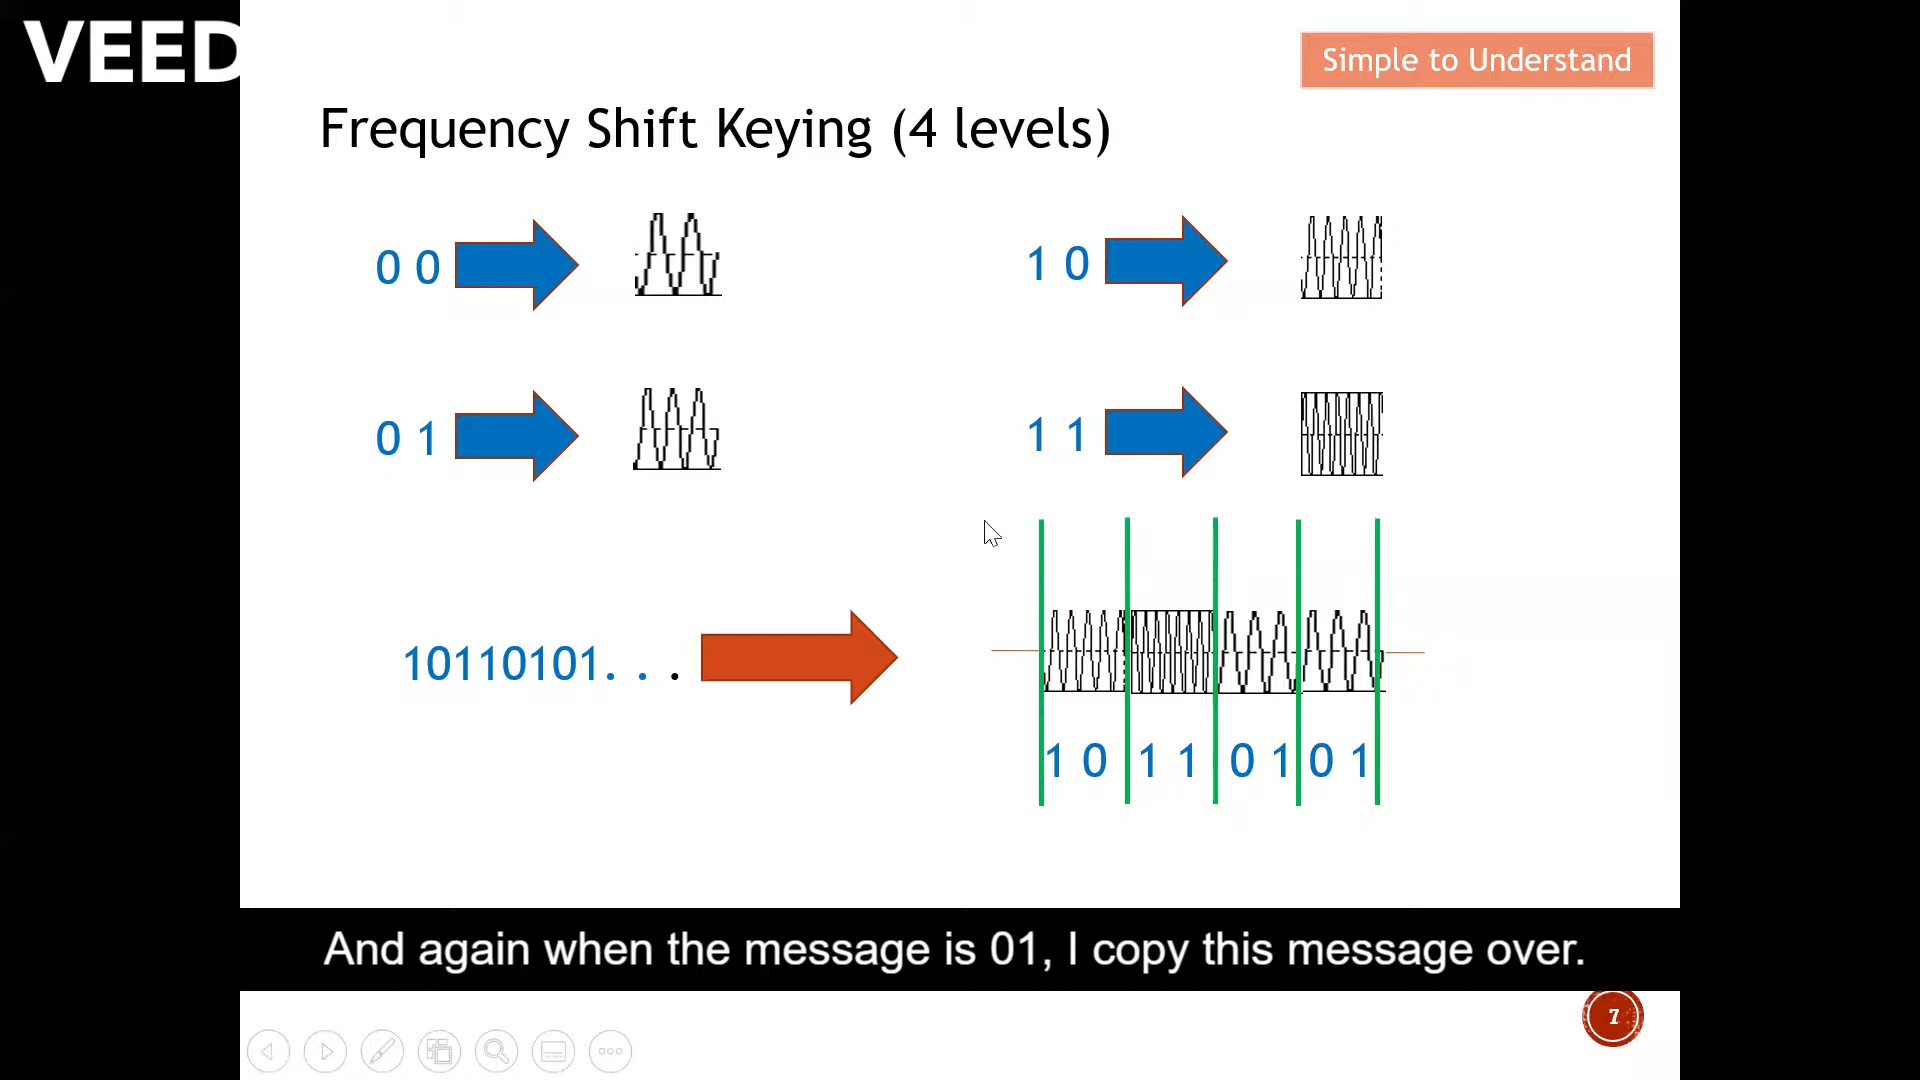 VEED
Simple to Understand
Frequency Shift Keying (4 levels)
0 0
1 0
0 1
1 1
10110101. . .
1 0 1 1 0 1 0 1
And again when the message is 01, I copy this message over.
7